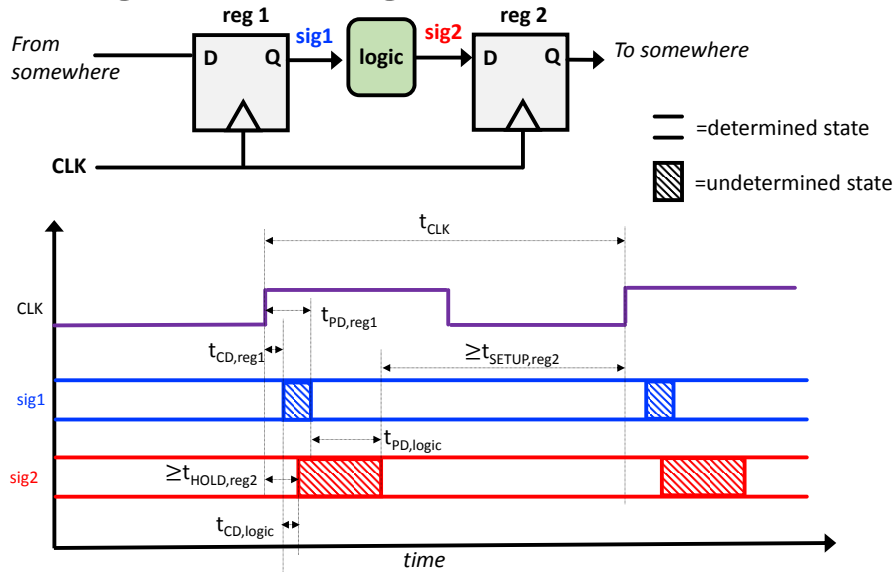 reg 1
reg 2
From
somewhere
sig1
sig2
D
Q
logic
D
Q
To somewhere
CLK
=determined state
=undetermined state
tCLK
CLK
tPD,reg1
tCD,reg1
≥tSETUP,reg2
sig1
tPD,logic
sig2
≥tHOLD,reg2
tCD,logic
time